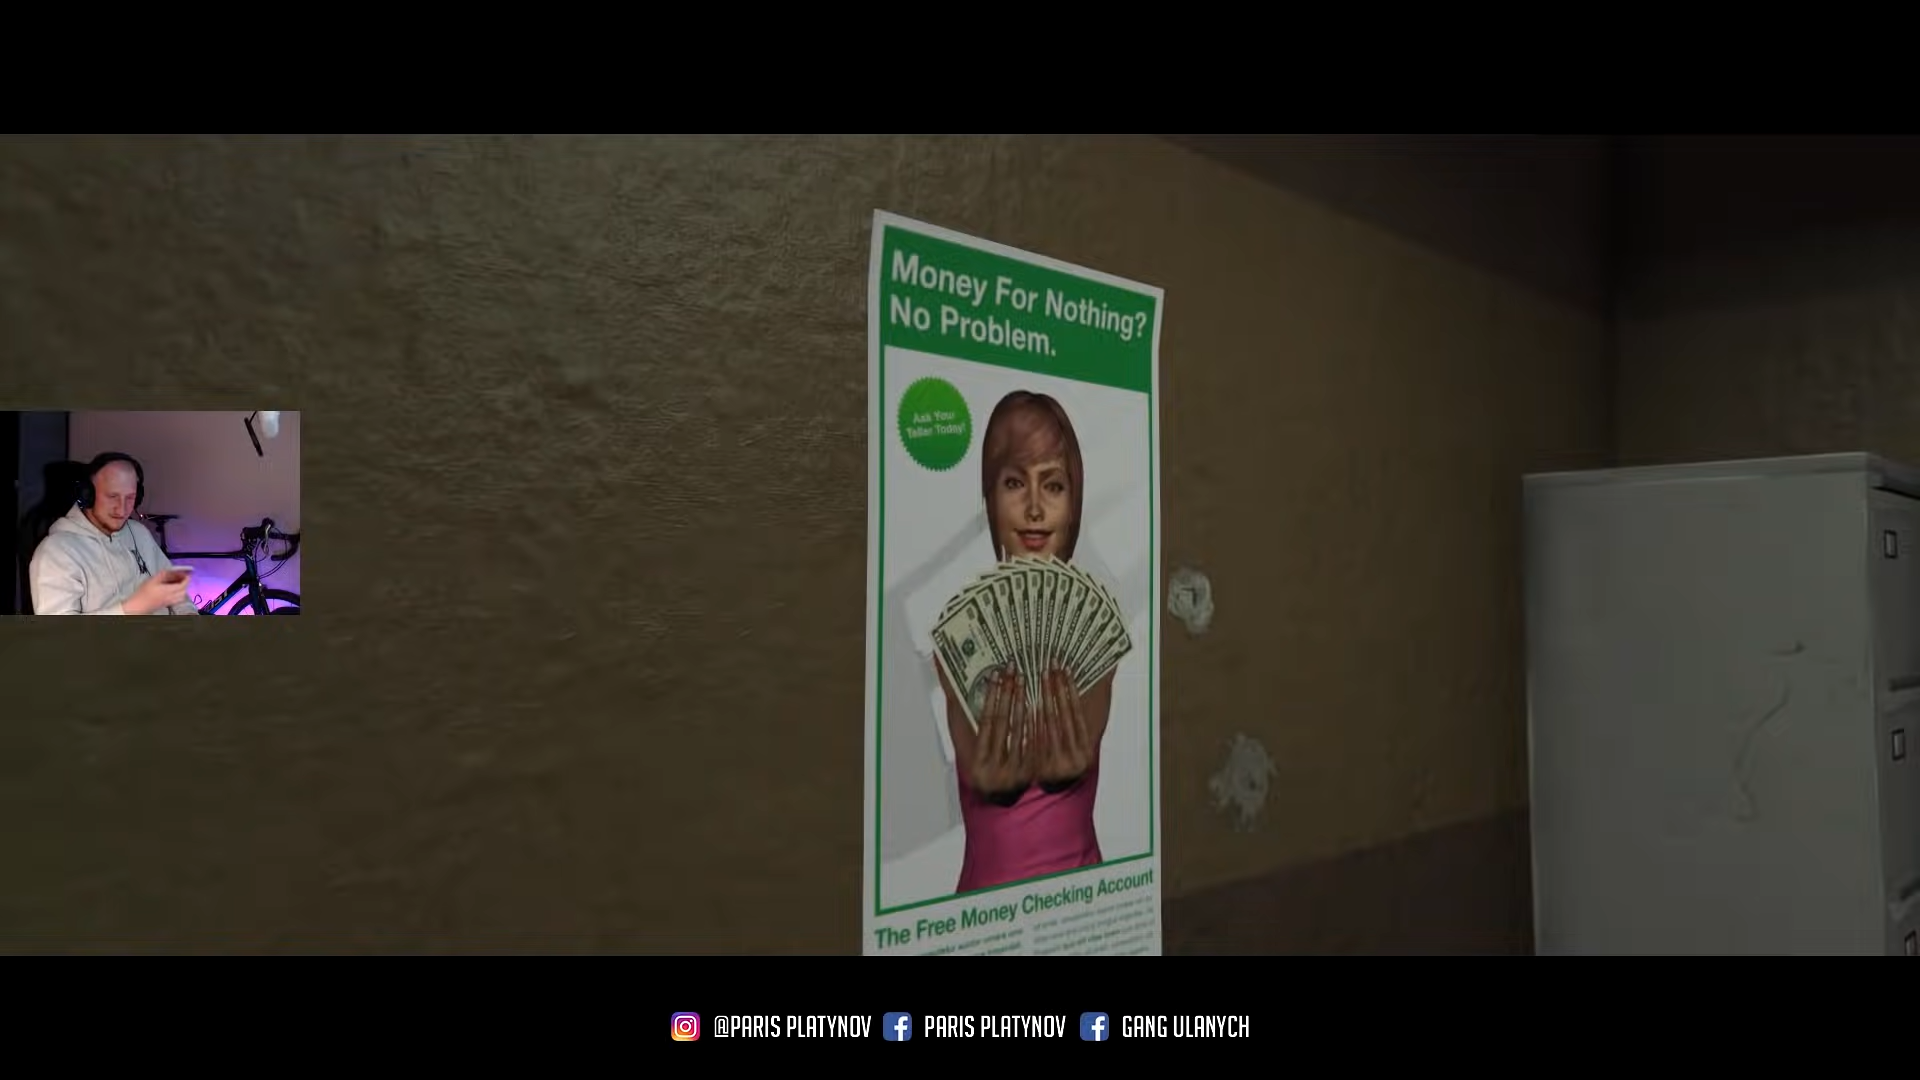 Money For Nothing?
No Problem.
Ask Your
Teller Today!
The Free Money Checking Account
@PARIS PLATYNOV
PARIS PLATYNOV
GANG ULANYCH